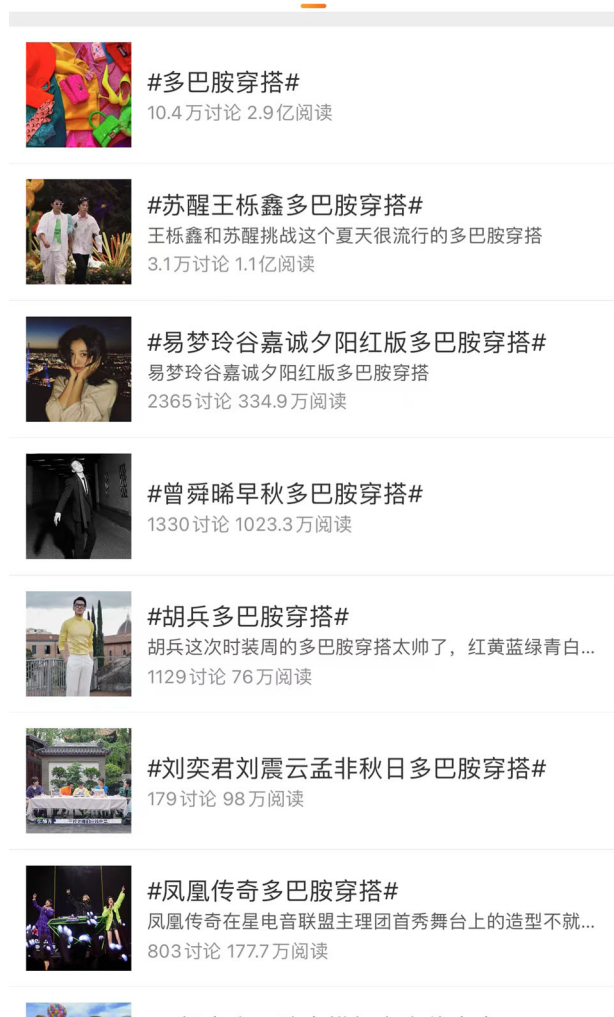 #多巴胺穿搭#
10.4万讨论 2.9亿阅读
#苏醒王栎鑫多巴胺穿搭#
王栎鑫和苏醒挑战这个夏天很流行的多巴胺穿搭
3.1万讨论 1.1亿阅读
#易梦玲谷嘉诚夕阳红版多巴胺穿搭#
易梦玲谷嘉诚夕阳红版多巴胺穿搭
2365讨论 334.9万阅读
#曾舜晞早秋多巴胺穿搭#
1330讨论 1023.3万阅读
#胡兵多巴胺穿搭#
胡兵这次时装周的多巴胺穿搭太帅了，红黄蓝绿青白...
1129讨论 76万阅读
#刘奕君刘震云孟非秋日多巴胺穿搭#
179讨论 98万阅读
#凤凰传奇多巴胺穿搭#
凤凰传奇在星电音联盟主理团首秀舞台上的造型不就...
803讨论 177.7万阅读